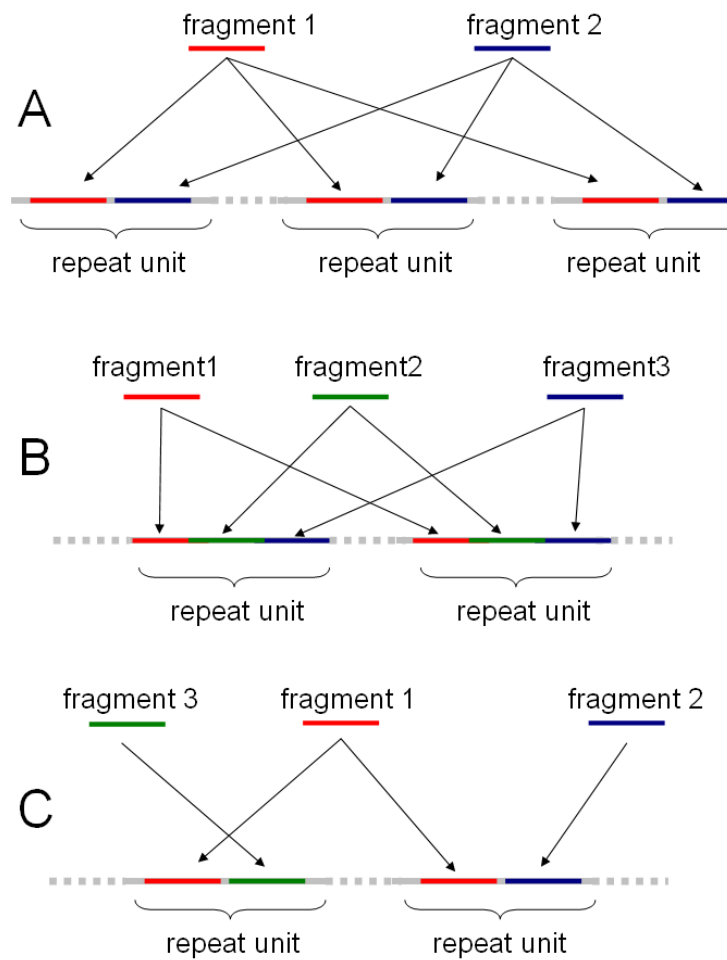 fragment 1 fragment 2
A
repeat unit repeat unit repeat unit
fragment1 fragment2 fragment3
B
repeat unit repeat unit
fragment 3 fragment 1 fragment 2
C
repeat unit repeat unit